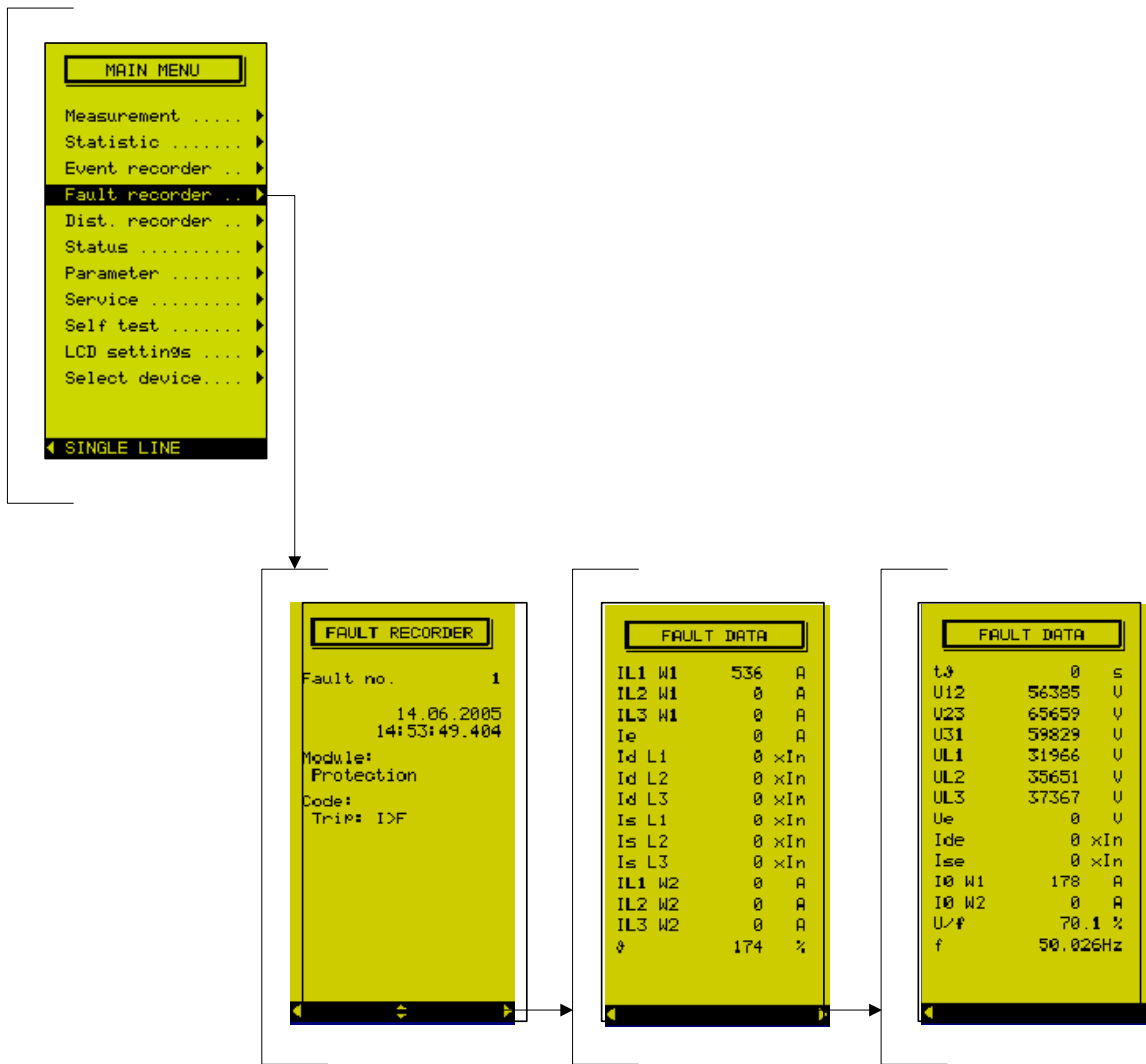 MAIN MENU
Measurement .....
Statistic .......
Event recorder ..
Fault recorder ..
Dist. recorder ..
Status ..........
Parameter .......
Service .........
Self test .......
LCD settings ....
Select device....
SINGLE LINE
FAULT RECORDER
Fault no. 1
14.06.2005
14:53:49.404
Module:
Protection
Code:
Trip: I>F
FAULT DATA
IL1 W1 536 A
IL2 W1 0 A
IL3 W1 0 A
Ie 0 A
Id L1 0 xIn
Id L2 0 xIn
Id L3 0 xIn
Is L1 0 xIn
Is L2 0 xIn
Is L3 0 xIn
IL1 W2 0 A
IL2 W2 0 A
IL3 W2 0 A
ϑ 174 %
FAULT DATA
tϑ 0 s
U12 56385 V
U23 65659 V
U31 59829 V
UL1 31966 V
UL2 35651 V
UL3 37367 V
Ue 0 V
Ide 0 xIn
Ise 0 xIn
I0 W1 178 A
I0 W2 0 A
U/f 70.1 %
f 50.026Hz